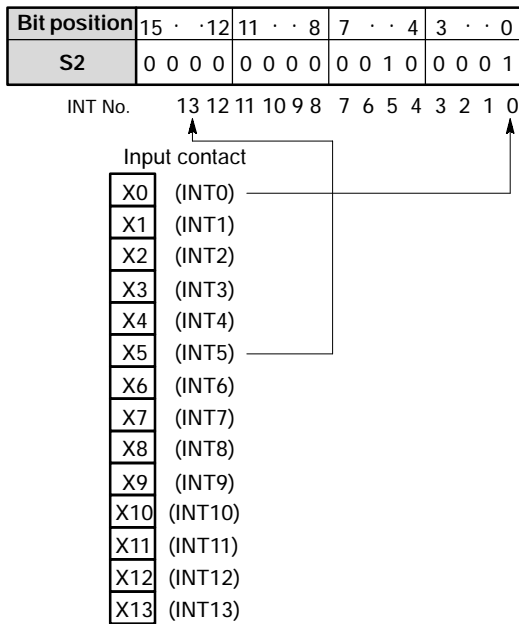 Bit position 15 · · 12 11 · · 8 7 · · 4 3 · · 0
S2 0 0 0 0 0 0 0 0 0 0 1 0 0 0 0 1
INT No. 13 12 11 10 9 8 7 6 5 4 3 2 1 0
Input contact
X0 (INT0)
X1 (INT1)
X2 (INT2)
X3 (INT3)
X4 (INT4)
X5 (INT5)
X6 (INT6)
X7 (INT7)
X8 (INT8)
X9 (INT9)
X10 (INT10)
X11 (INT11)
X12 (INT12)
X13 (INT13)